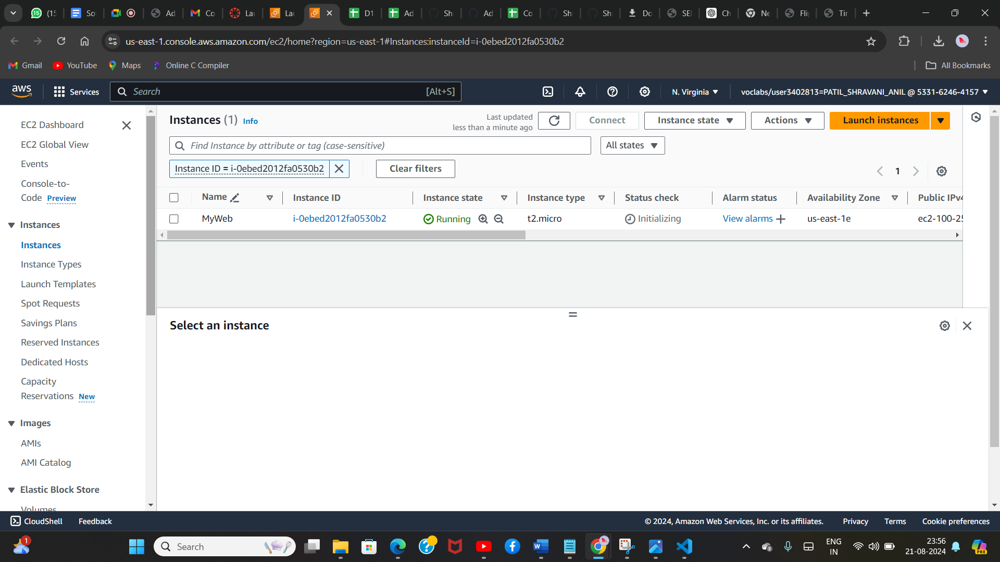 (15
So
Ad
Co
Lau
Lau
D1
Ad
Sh
Ad
Co
Sh
Sh
Do
SE
Ch
Ne
Fli
Tir
us-east-1.console.aws.amazon.com/ec2/home?region=us-east-1#Instances:instanceId=i-0ebed2012fa0530b2
Gmail
YouTube
Maps
Online C Compiler
All Bookmarks
aws
Services
Search
[Alt+S]
N. Virginia
voclabs/user3402813=PATIL_SHRAVANI_ANIL @ 5331-6246-4157
EC2 Dashboard
EC2 Global View
Events
Console-to-
Code Preview
Instances
Instances
Instance Types
Launch Templates
Spot Requests
Savings Plans
Reserved Instances
Dedicated Hosts
Capacity
Reservations New
Images
AMIs
AMI Catalog
Elastic Block Store
Volumes
Instances (1) Info
Last updated
less than a minute ago
Connect
Instance state
Actions
Launch instances
Find Instance by attribute or tag (case-sensitive)
All states
Instance ID = i-0ebed2012fa0530b2
Clear filters
1
Name
Instance ID
Instance state
Instance type
Status check
Alarm status
Availability Zone
Public IPv4
MyWeb
i-0ebed2012fa0530b2
Running
t2.micro
Initializing
View alarms
us-east-1e
ec2-100-25
Select an instance
CloudShell
Feedback
© 2024, Amazon Web Services, Inc. or its affiliates.
Privacy
Terms
Cookie preferences
1
Search
ENG
IN
23:56
21-08-2024
PRE